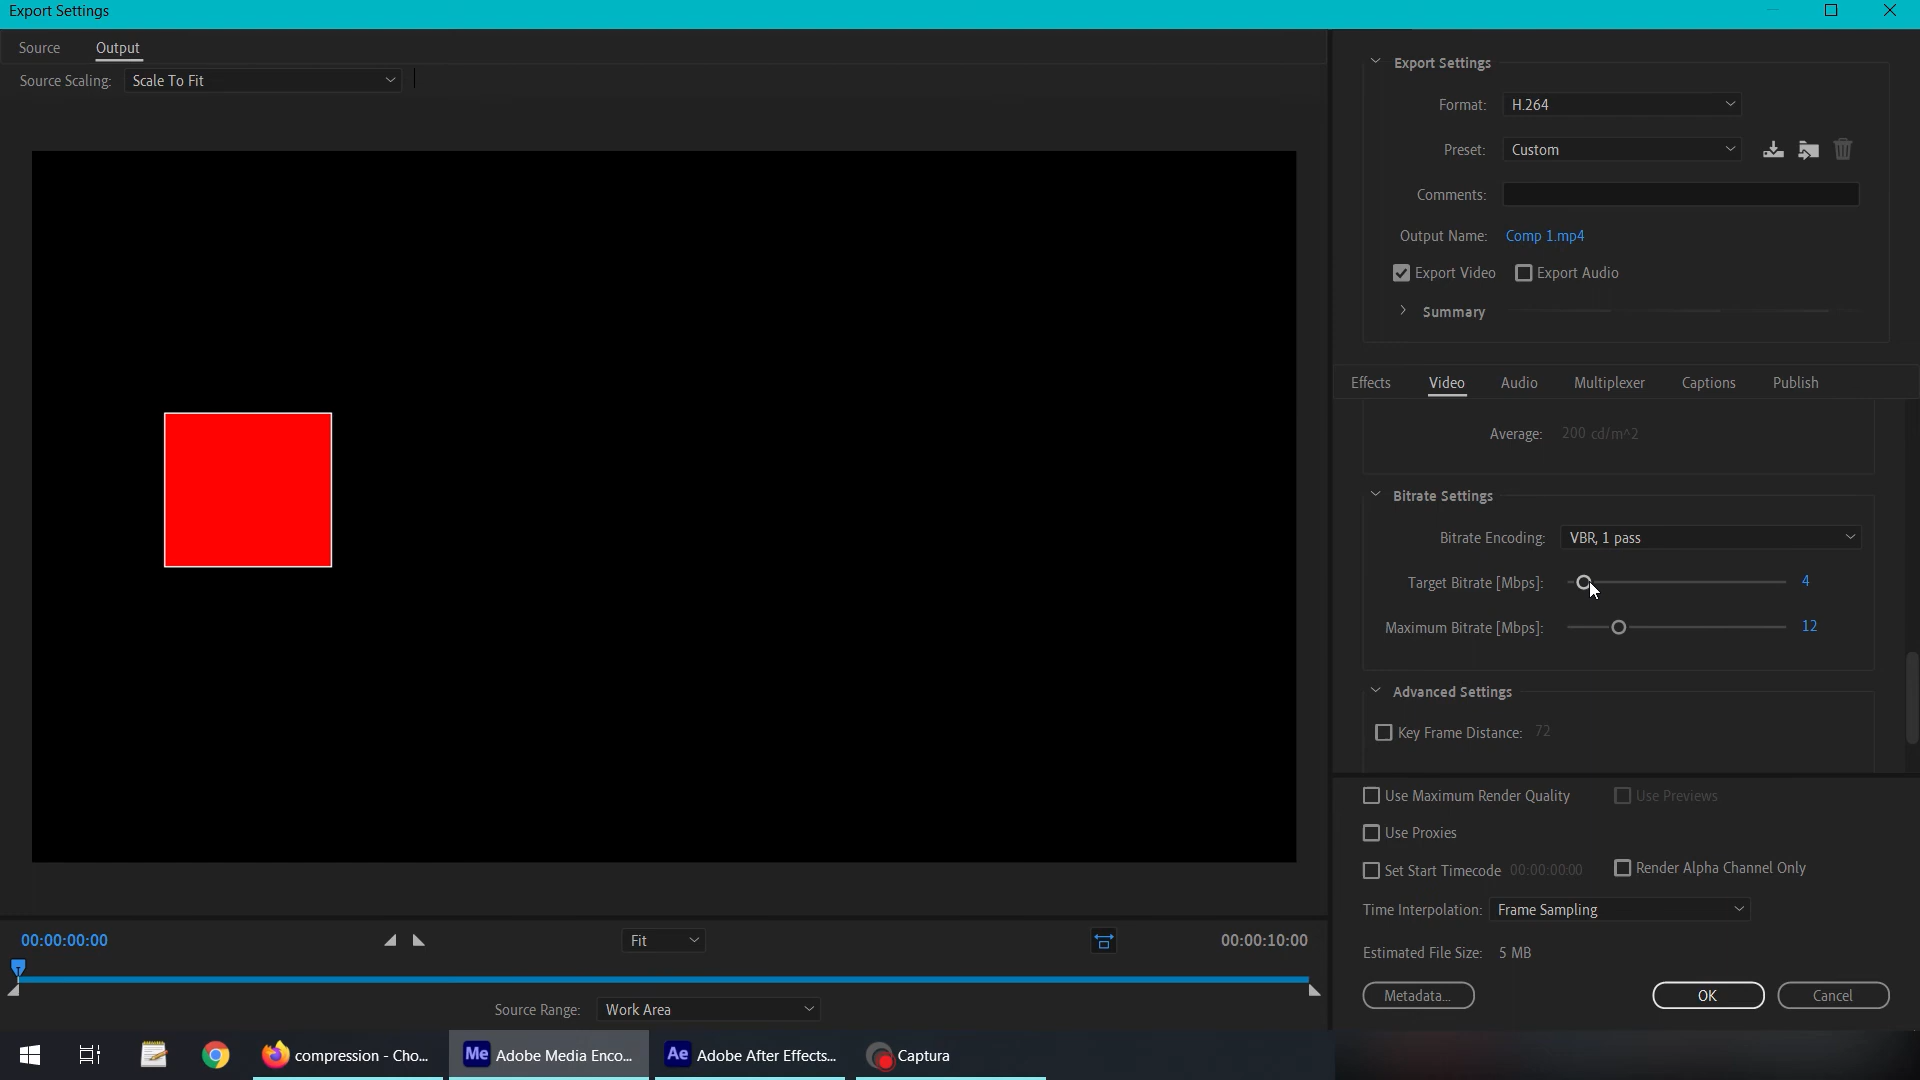 Export Settings
Source Output
Source Scaling: Scale To Fit
Export Settings
Format: H.264
Preset: Custom
Comments:
Output Name: Comp 1.mp4
Export Video Export Audio
Summary
Effects Video Audio Multiplexer Captions Publish
Average: 200 cd/m^2
Bitrate Settings
Bitrate Encoding: VBR, 1 pass
Target Bitrate [Mbps]: 4
Maximum Bitrate [Mbps]: 12
Advanced Settings
Key Frame Distance: 72
Use Maximum Render Quality Use Previews
Use Proxies
Set Start Timecode 00:00:00:00 Render Alpha Channel Only
Time Interpolation: Frame Sampling
Estimated File Size: 5 MB
Metadata... OK Cancel
00:00:00:00 Fit 00:00:10:00
Source Range: Work Area
compression - Cho... Me Adobe Media Enco... Ae Adobe After Effects... Captura